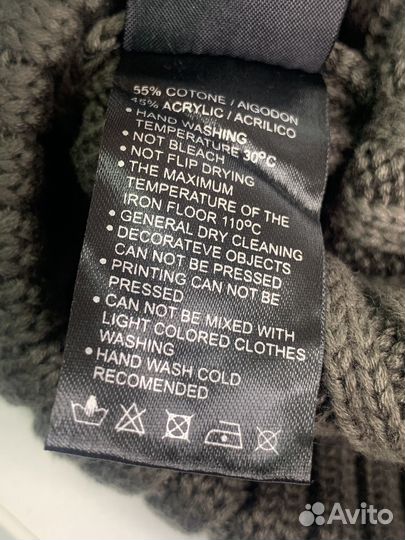 55% COTONE / AIGODON
45% ACRYLIC / ACRILICO
• HAND WASHING
TEMPERATURE 30ºC
• NOT BLEACH
• NOT FLIP DRYING
• THE MAXIMUM
TEMPERATURE OF THE
IRON FLOOR 110ºC
• GENERAL DRY CLEANING
• DECORATEVE OBJECTS
CAN NOT BE PRESSED
• PRINTING CAN NOT BE
PRESSED
• CAN NOT BE MIXED WITH
LIGHT COLORED CLOTHES
WASHING
• HAND WASH COLD
RECOMENDED
Avito